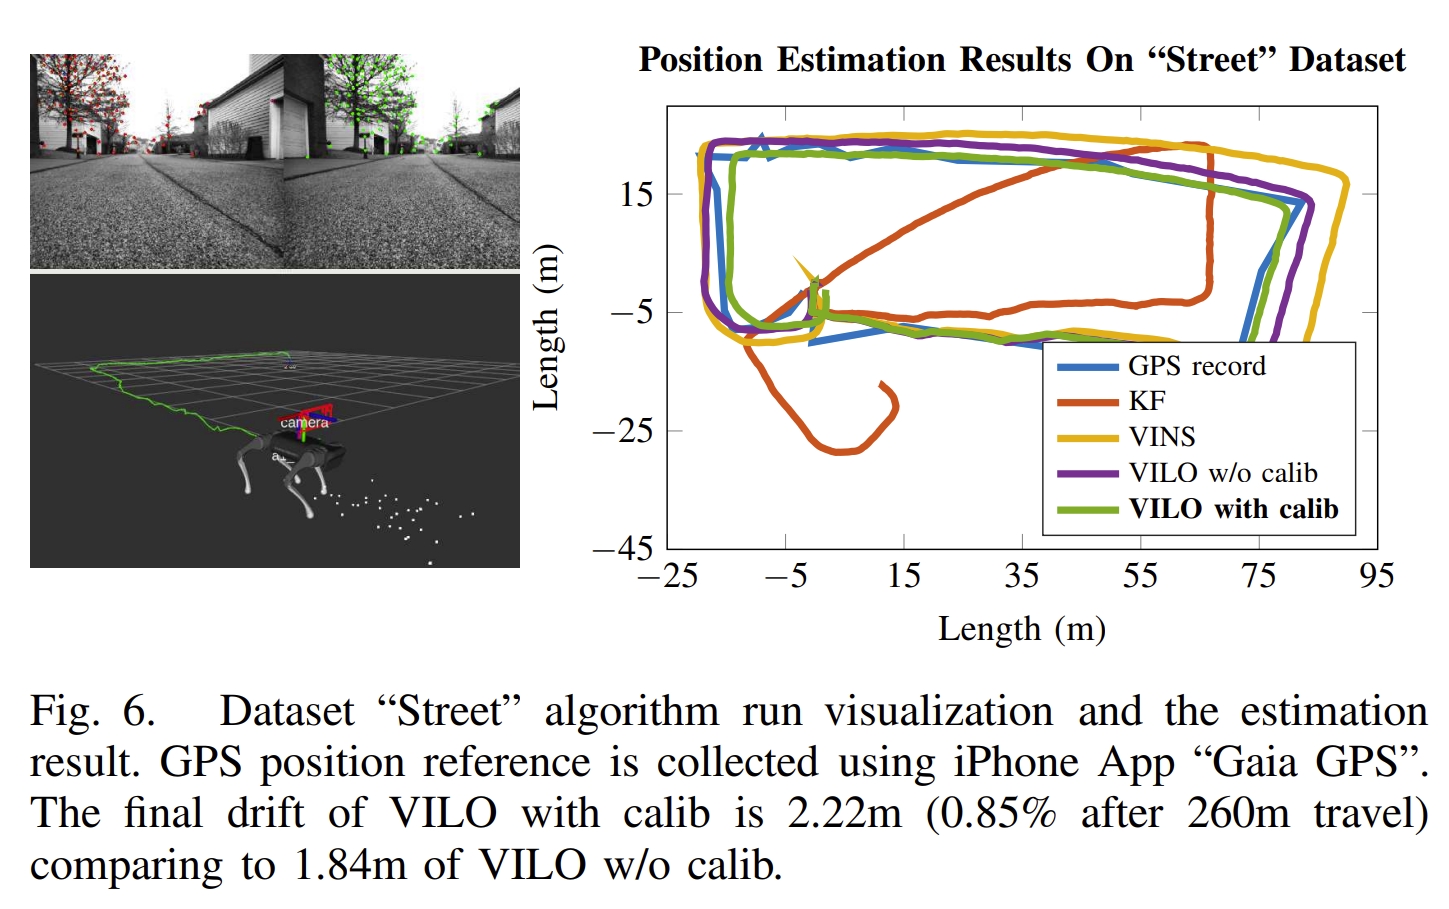 Position Estimation Results On “Street” Dataset
Length (m)
15
−5
−25
−45
−25
−5
15
35
55
75
95
Length (m)
GPS record
KF
VINS
VILO w/o calib
VILO with calib
camera
Fig. 6. Dataset “Street” algorithm run visualization and the estimation
result. GPS position reference is collected using iPhone App “Gaia GPS”.
The final drift of VILO with calib is 2.22m (0.85% after 260m travel)
comparing to 1.84m of VILO w/o calib.